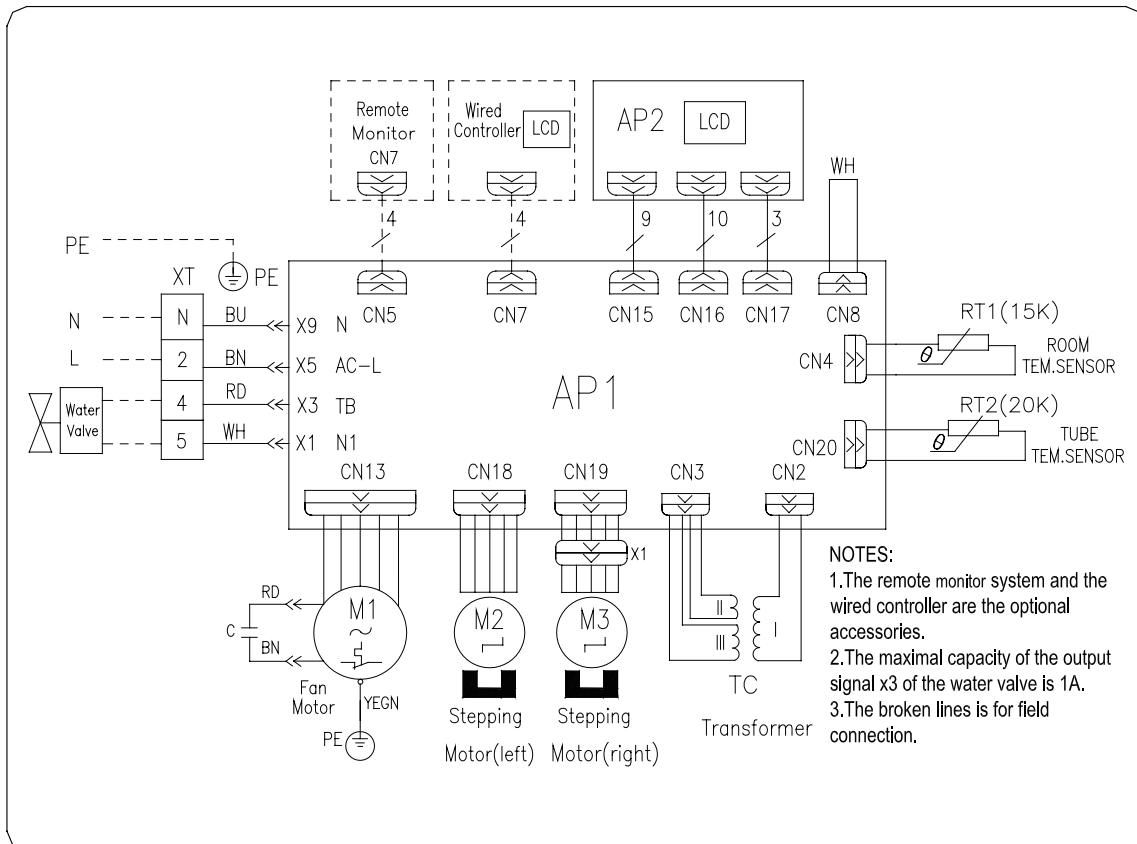 Remote
Monitor
CN7
Wired
Controller
LCD
AP2
LCD
WH
4
4
9
10
3
PE
PE
XT
CN5
CN7
CN15
CN16
CN17
CN8
N
N
BU
X9 N
L
2
BN
X5 AC-L
Water
Valve
4
RD
X3 TB
5
WH
X1 N1
AP1
CN4
θ
RT1(15K)
ROOM
TEM.SENSOR
CN20
θ
RT2(20K)
TUBE
TEM.SENSOR
CN13
CN18
CN19
CN3
CN2
X1
RD
C
BN
M1
~
Fan
Motor
YEGN
PE
M2
Stepping
Motor(left)
M3
Stepping
Motor(right)
II
III
I
TC
Transformer
NOTES:
1.The remote monitor system and the
wired controller are the optional
accessories.
2.The maximal capacity of the output
signal x3 of the water valve is 1A.
3.The broken lines is for field
connection.